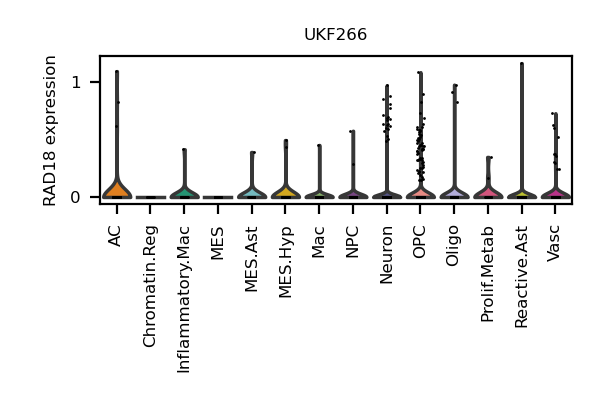 UKF266
RAD18 expression
1
0
AC
Chromatin.Reg
Inflammatory.Mac
MES
MES.Ast
MES.Hyp
Mac
NPC
Neuron
OPC
Oligo
Prolif.Metab
Reactive.Ast
Vasc